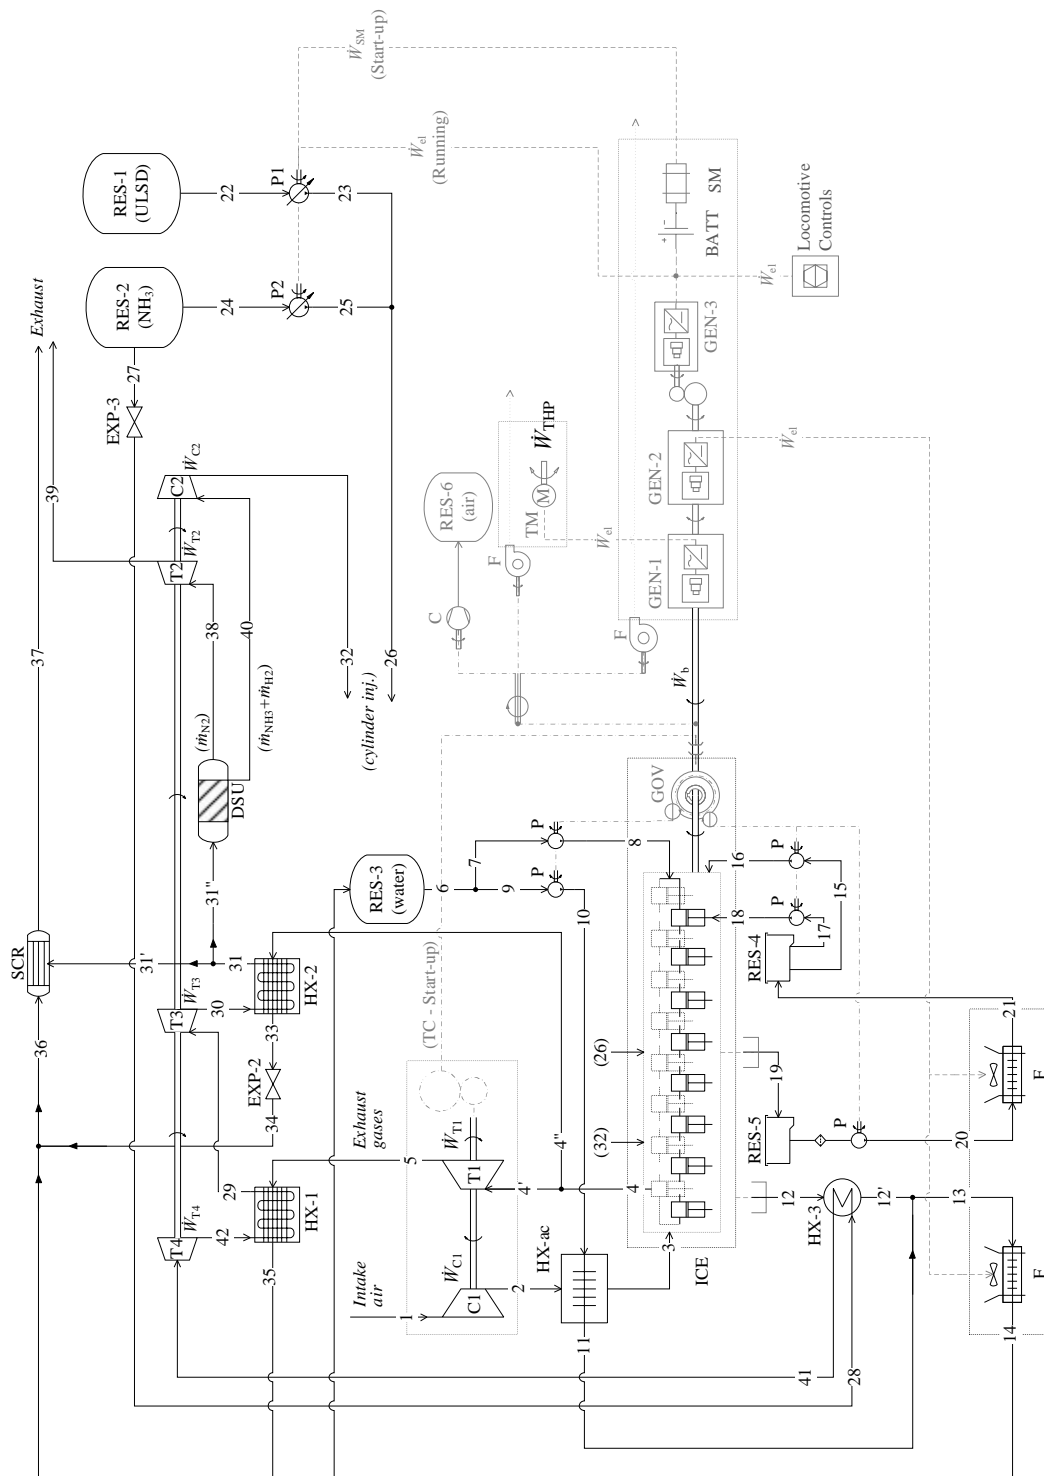 Ẇ_SM
(Start-up)
Ẇ_el
(Running)
RES-1
(ULSD)
22
P1
23
RES-2
(NH₃)
24
P2
25
SM
BATT
Locomotive
Controls
Ẇ_el
Exhaust
27
EXP-3
GEN-3
37
39
Ẇ_C2
C2
Ẇ_T2
T2
RES-6
(air)
Ẇ_THP
TM
M
GEN-2
Ẇ_el
F
Ẇ_el
GEN-1
C
F
38
40
32
26
(cylinder inj.)
(ṁ_N2)
(ṁ_NH3+ṁ_H2)
DSU
Ẇ_b
GOV
31"
RES-3
(water)
6
7
P
8
9
P
10
16
P
15
18
P
17
SCR
31'
31
HX-2
Ẇ_T3
T3
30
33
(TC - Start-up)
RES-4
36
EXP-2
34
29
Exhaust
gases
Ẇ_T1
4"
(26)
(32)
19
RES-5
P
20
21
F
5
T1
4'
4
Ẇ_T4
T4
42
HX-1
35
Ẇ_C1
C1
2
HX-ac
3
ICE
12
HX-3
12'
13
Intake
air
1
11
41
28
14
F